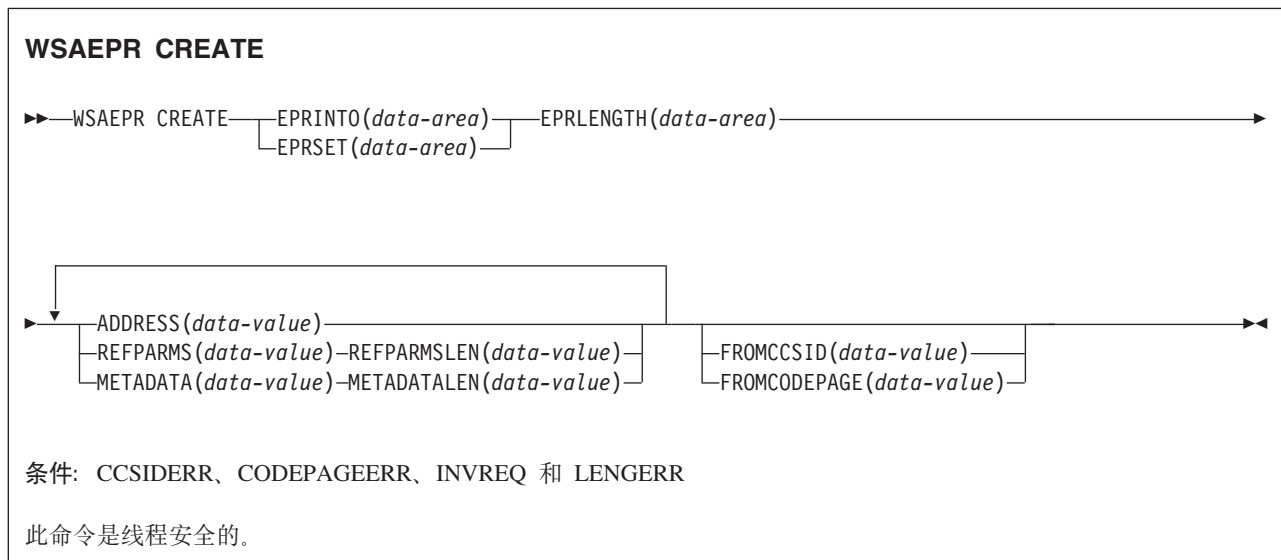 WSAEPR CREATE
WSAEPR CREATE EPRINTO(data-area) EPRLENGTH(data-area)
EPRSET(data-area)
ADDRESS(data-value)
REFPARMS(data-value) REFPARMSLEN(data-value) FROMCCSID(data-value)
METADATA(data-value) METADATALEN(data-value) FROMCODEPAGE(data-value)
条件: CCSIDERR、CODEPAGEERR、INVREQ 和 LENGERR
此命令是线程安全的。